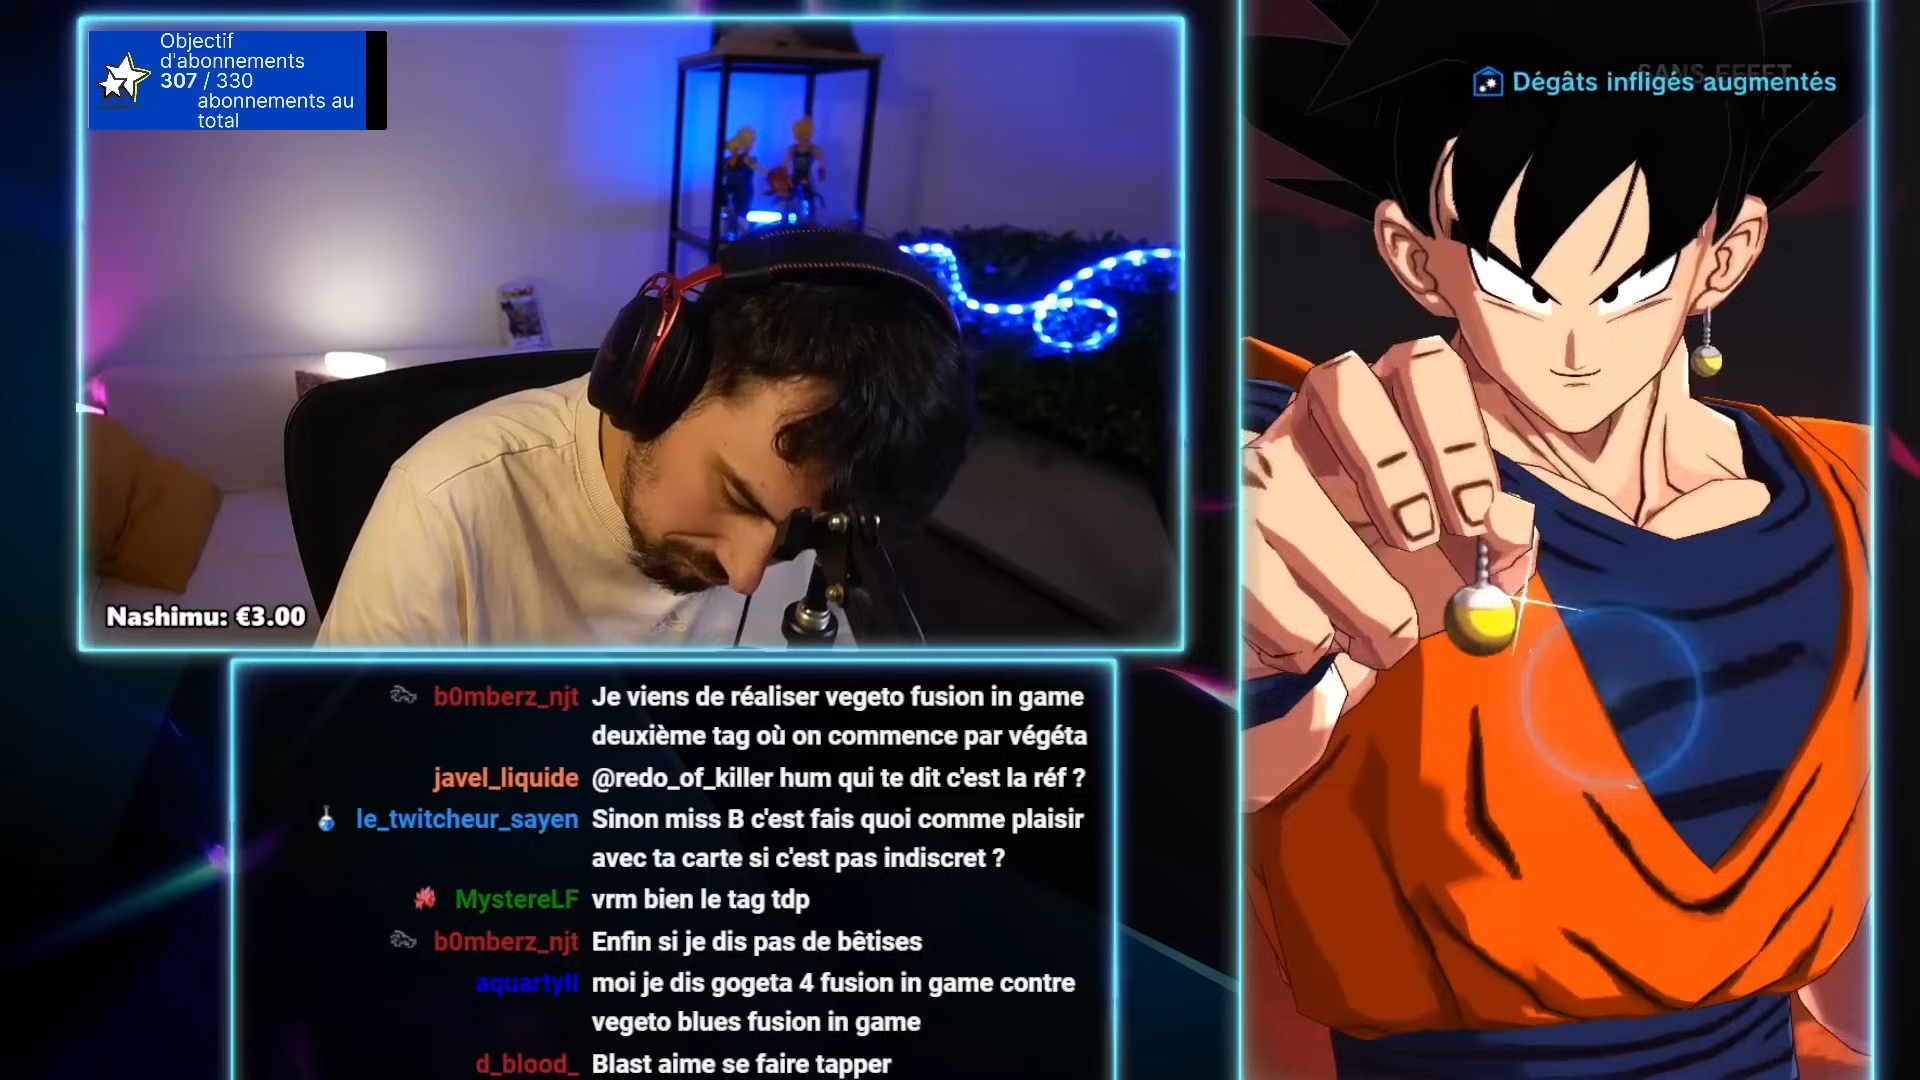 Objectif
d'abonnements
307 / 330
abonnements au
total
SANS EFFET
Dégâts infligés augmentés
Nashimu: €3.00
b0mberz_njt Je viens de réaliser vegeto fusion in game
deuxième tag où on commence par végéta
javel_liquide @redo_of_killer hum qui te dit c'est la réf ?
le_twitcheur_sayen Sinon miss B c'est fais quoi comme plaisir
avec ta carte si c'est pas indiscret ?
MystereLF vrm bien le tag tdp
b0mberz_njt Enfin si je dis pas de bêtises
aquartyll moi je dis gogeta 4 fusion in game contre
vegeto blues fusion in game
d_blood_ Blast aime se faire tapper